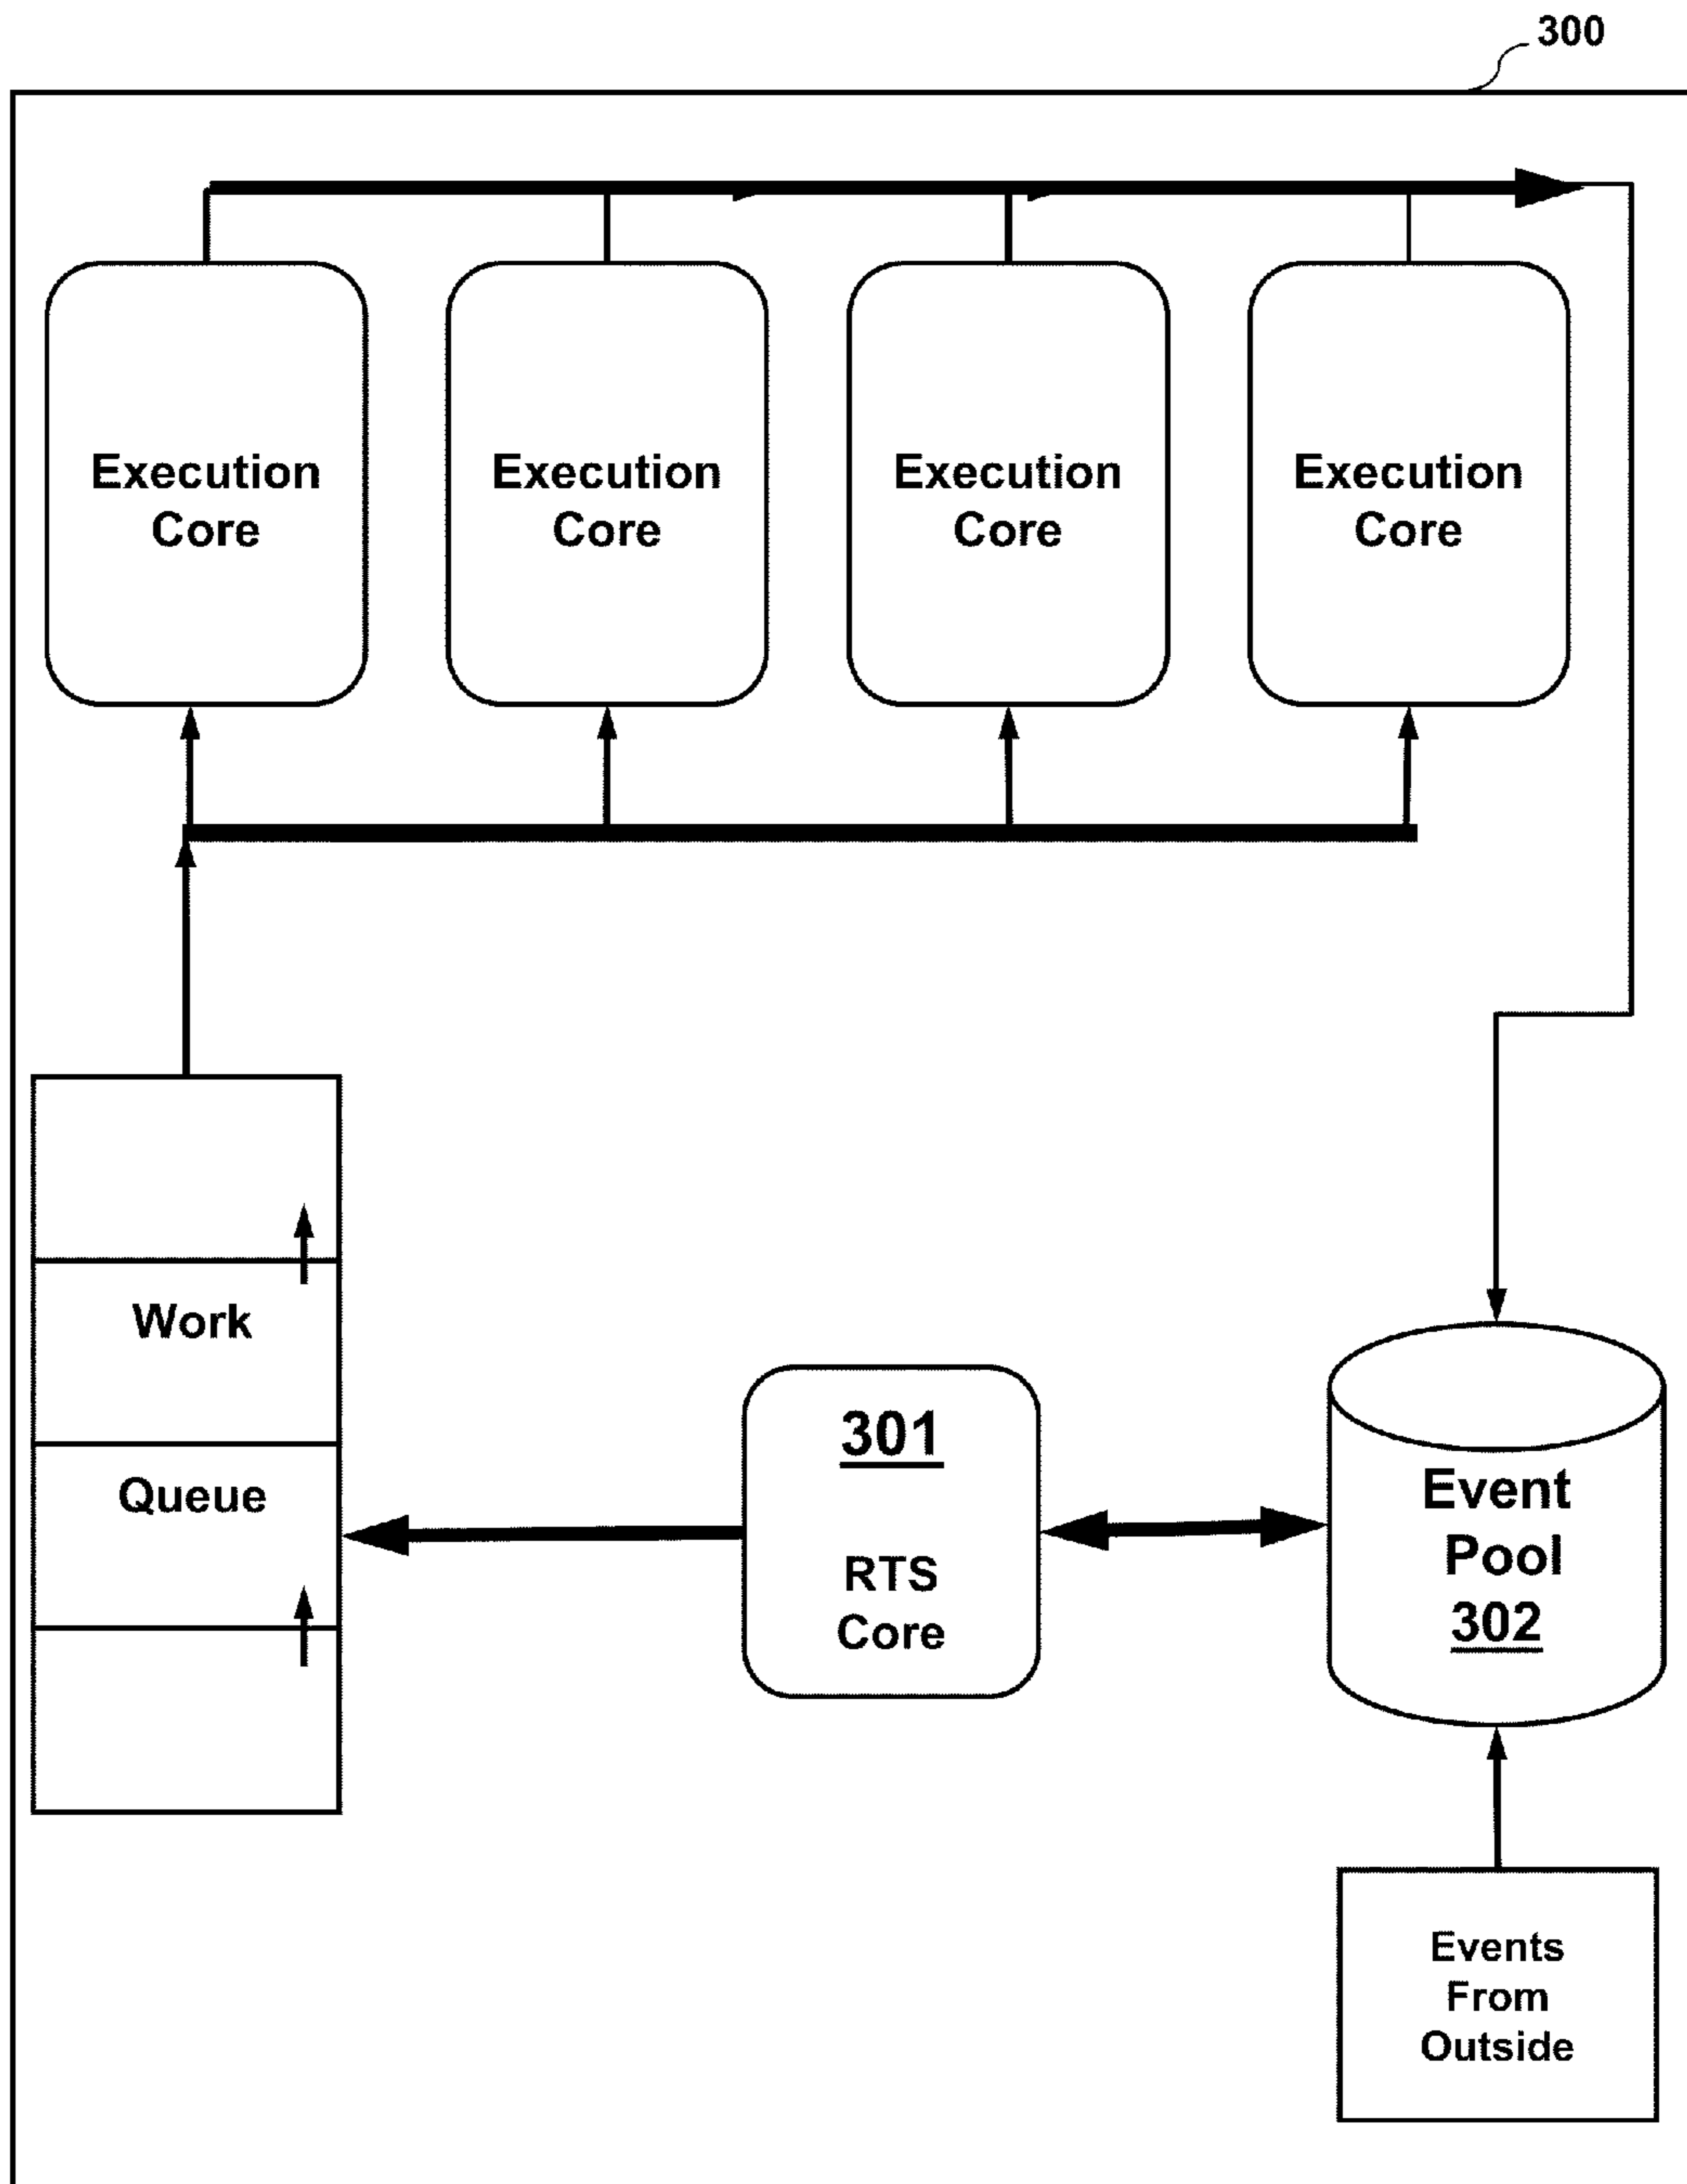 300
Execution
Core
Execution
Core
Execution
Core
Execution
Core
Work
Queue
301
RTS
Core
Event
Pool
302
Events
From
Outside